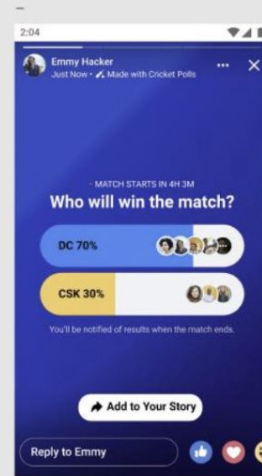 2:04
Emmy Hacker
Just Now • Made with Cricket Polls
- MATCH STARTS IN 4H 3M
Who will win the match?
DC 70%
CSK 30%
You'll be notified of results when the match ends.
Add to Your Story
Reply to Emmy